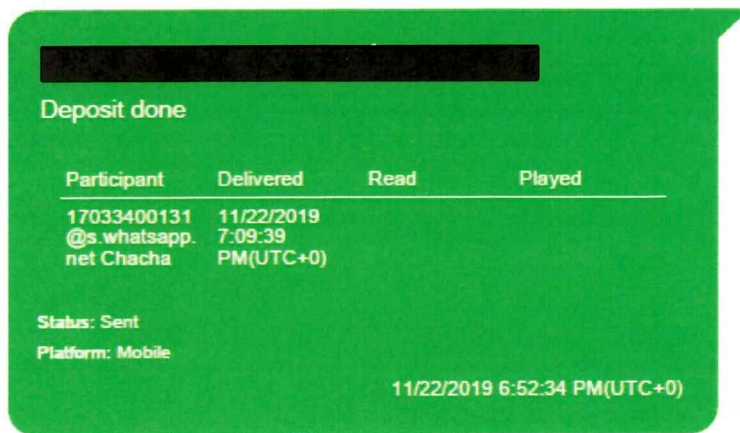 Deposit done
Participant Delivered Read Played
17033400131 11/22/2019
@s.whatsapp. 7:09:39
net Chacha PM(UTC+0)
Status: Sent
Platform: Mobile
11/22/2019 6:52:34 PM(UTC+0)